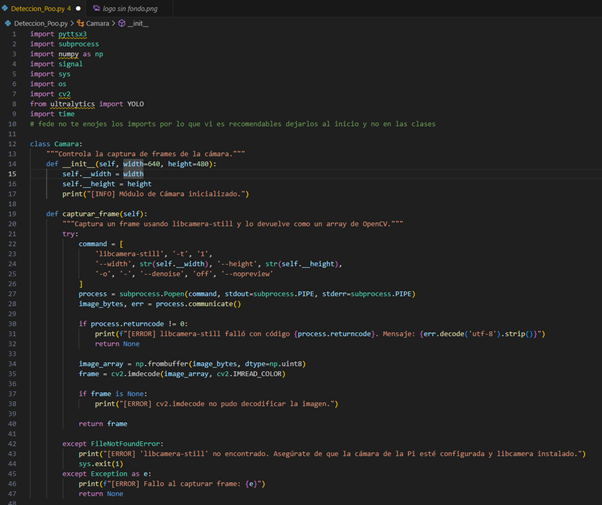 Deteccion_Poo.py 4
logo sin fondo.png
Deteccion_Poo.py > Camara > __init__
1 import pyttsx3
2 import subprocess
3 import numpy as np
4 import signal
5 import sys
6 import os
7 import cv2
8 from ultralytics import YOLO
9 import time
10 # fede no te enojes los imports por lo que vi es recomendables dejarlos al inicio y no en las clases
11
12 class Camara:
13 """Controla la captura de frames de la cámara."""
14 def __init__(self, width=640, height=480):
15 self.__width = width
16 self.__height = height
17 print("[INFO] Módulo de Cámara inicializado.")
18
19 def capturar_frame(self):
20 """Captura un frame usando libcamera-still y lo devuelve como un array de OpenCV."""
21 try:
22 command = [
23 'libcamera-still', '-t', '1',
24 '--width', str(self.__width), '--height', str(self.__height),
25 '-o', '-', '--denoise', 'off', '--nopreview'
26 ]
27 process = subprocess.Popen(command, stdout=subprocess.PIPE, stderr=subprocess.PIPE)
28 image_bytes, err = process.communicate()
29
30 if process.returncode != 0:
31 print(f"[ERROR] libcamera-still falló con código {process.returncode}. Mensaje: {err.decode('utf-8').strip()}")
32 return None
33
34 image_array = np.frombuffer(image_bytes, dtype=np.uint8)
35 frame = cv2.imdecode(image_array, cv2.IMREAD_COLOR)
36
37 if frame is None:
38 print("[ERROR] cv2.imdecode no pudo decodificar la imagen.")
39
40 return frame
41
42 except FileNotFoundError:
43 print("[ERROR] 'libcamera-still' no encontrado. Asegúrate de que la cámara de la Pi esté configurada y libcamera instalado.")
44 sys.exit(1)
45 except Exception as e:
46 print(f"[ERROR] Fallo al capturar frame: {e}")
47 return None
48